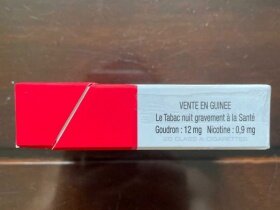 VENTE EN GUINEE
Le Tabac nuit gravement à la Santé
Goudron : 12 mg Nicotine : 0,9 mg
20 CLASS A CIGARETTES